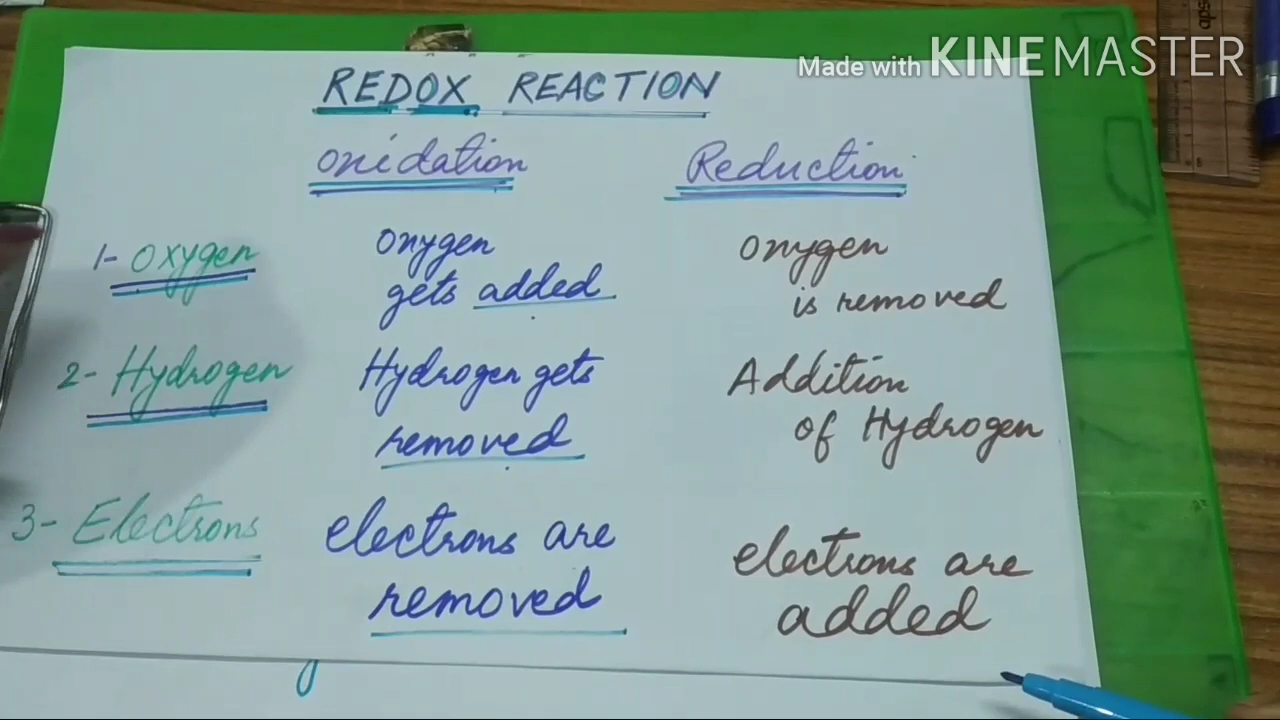 Made with KINEMASTER
REDOX REACTION
Oxidation Reduction
1- Oxygen Oxygen gets added Oxygen is removed
2- Hydrogen Hydrogen gets removed Addition of Hydrogen
3- Electrons electrons are removed electrons are added